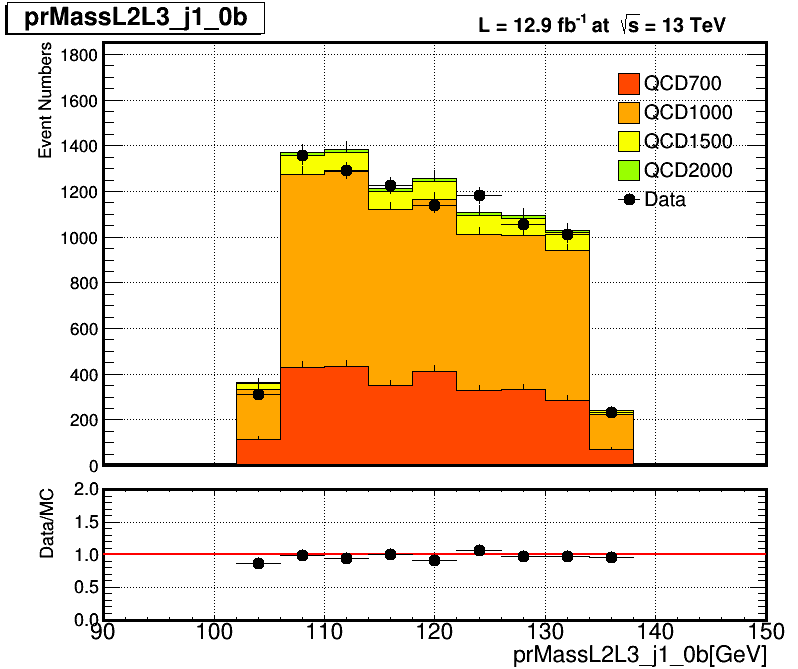 prMassL2L3_j1_0b
L = 12.9 fb⁻¹ at √s = 13 TeV
Event Numbers
1800
1600
1400
1200
1000
800
600
400
200
0
QCD700
QCD1000
QCD1500
QCD2000
Data
Data/MC
2.0
1.5
1.0
0.5
0.0
90 100 110 120 130 140 150
prMassL2L3_j1_0b[GeV]